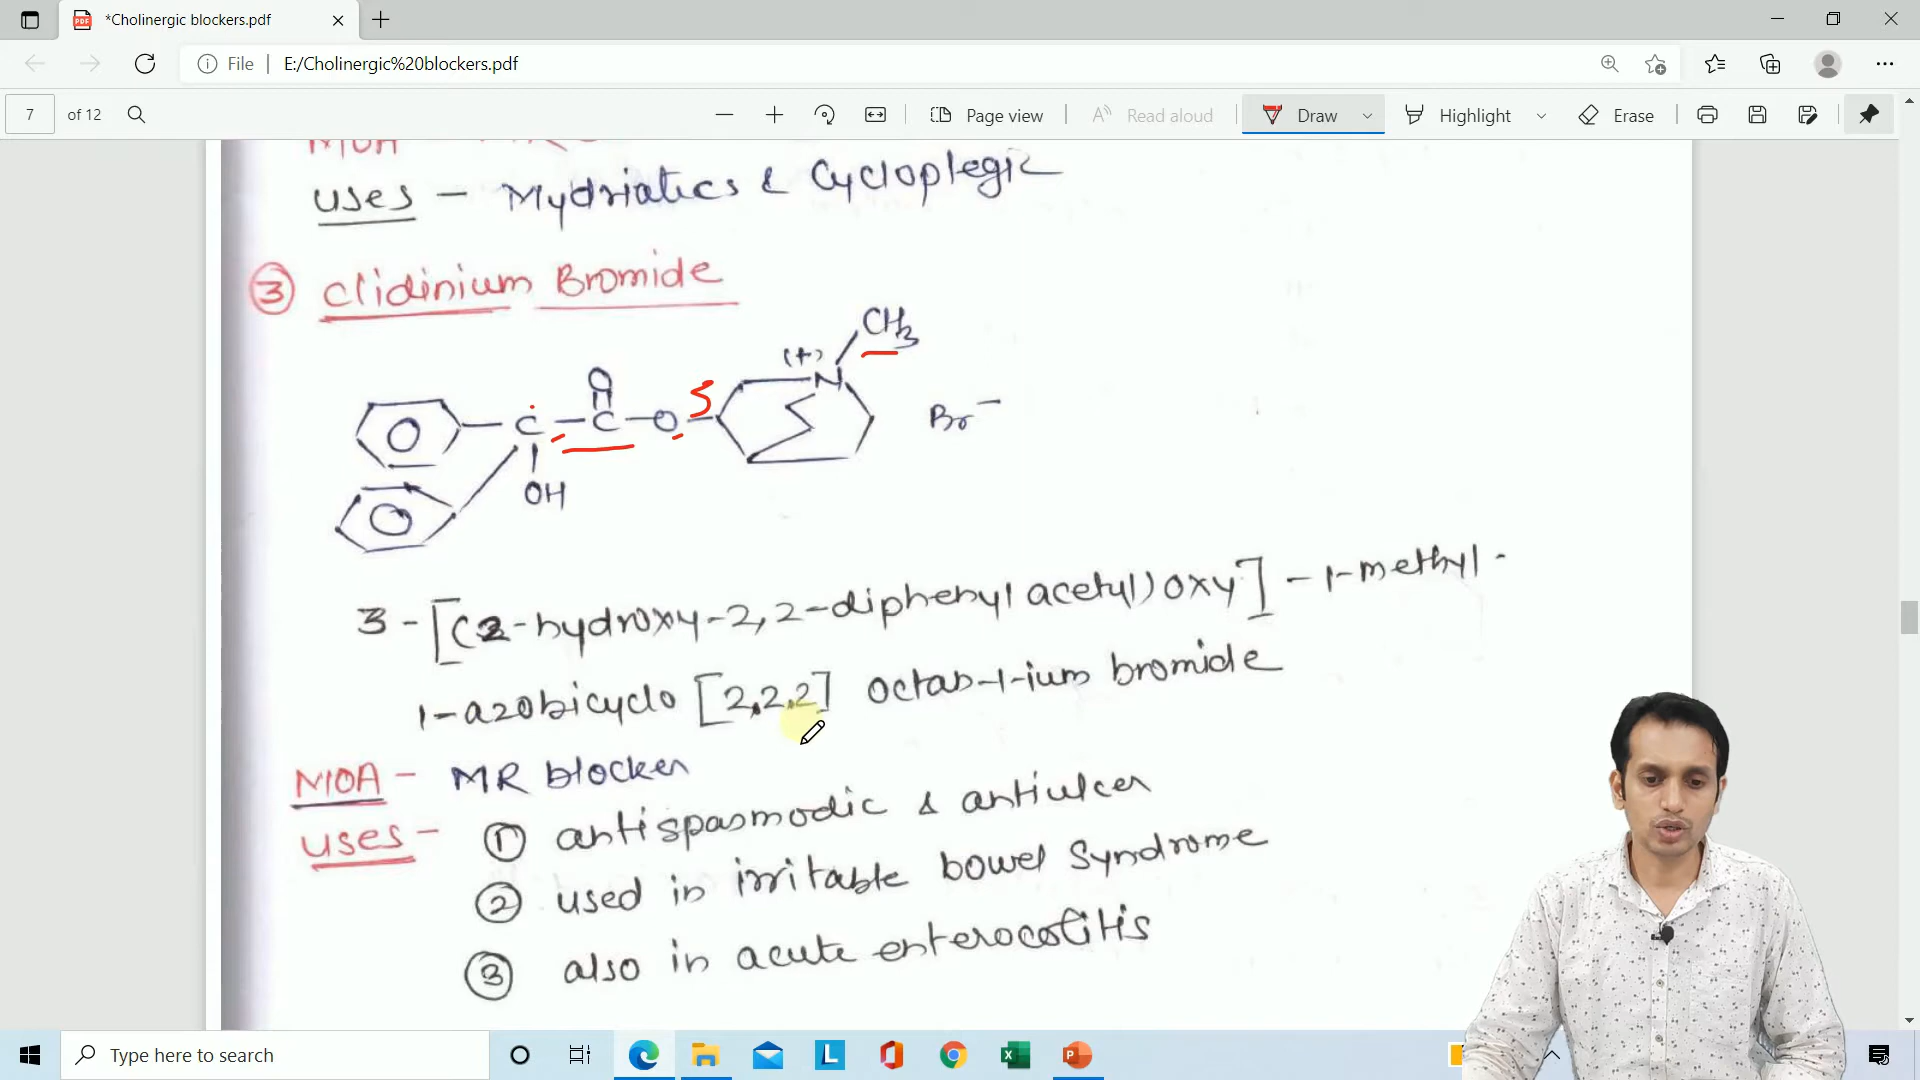 *Cholinergic blockers.pdf
File | E:/Cholinergic%20blockers.pdf
7 of 12 Page view Read aloud Draw Highlight Erase
MOA
Uses - Mydriatics & Cycloplegic
3 Clidinium Bromide
CH3
(+)
O N
C - C - O Br-
OH
3-[(2-hydroxy-2,2-diphenyl acetyl) oxy] - 1-methyl-
1-azobicyclo [2,2,2] octan-1-ium bromide
MOA - MR blocker
Uses - 1 antispasmodic & antiulcer
2 used in irritable bowel syndrome
3 also in acute enterocolitis
Type here to search